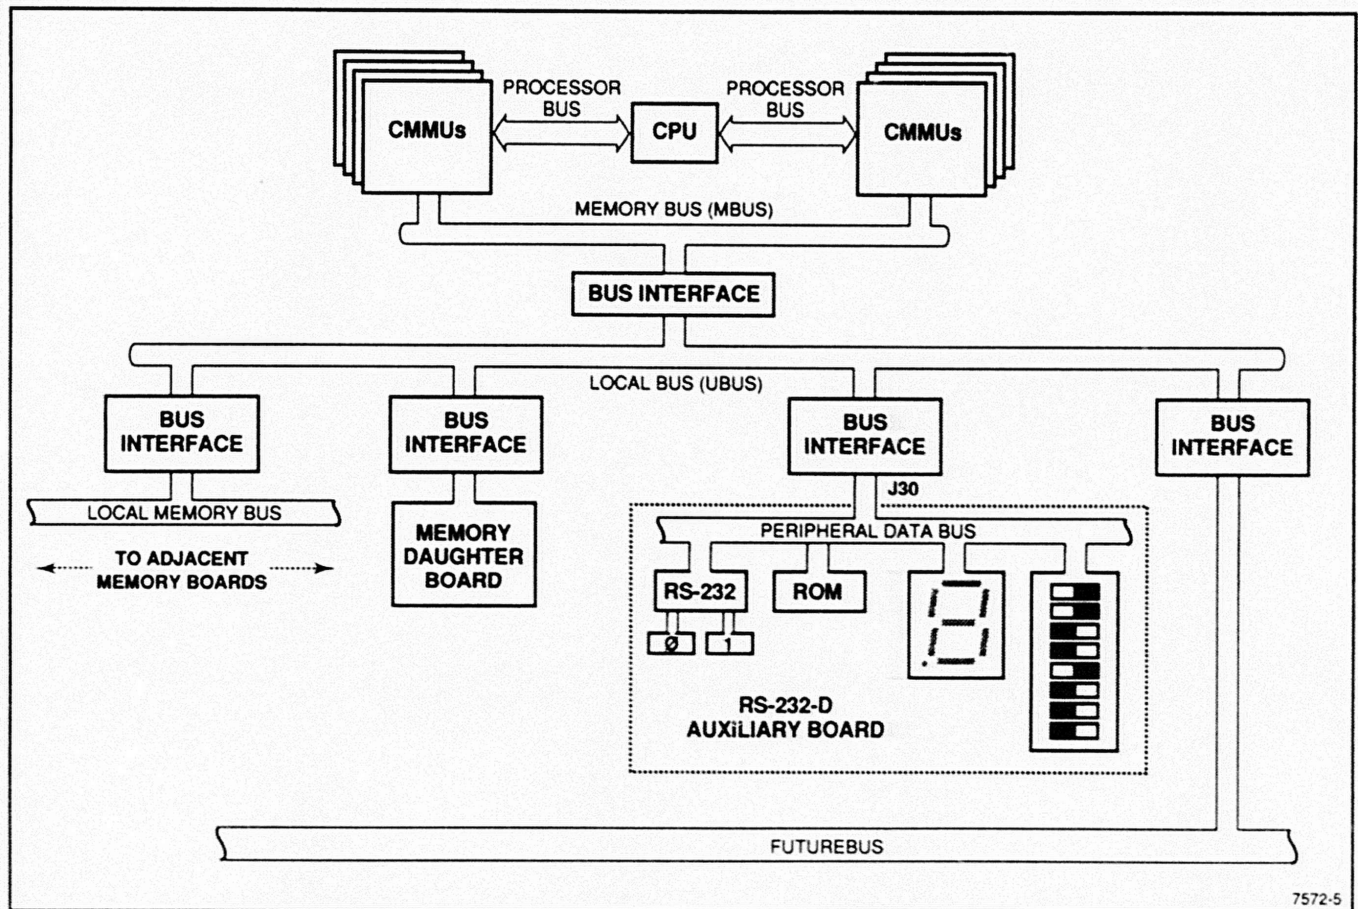 PROCESSOR
BUS
PROCESSOR
BUS
CMMUs
CPU
CMMUs
MEMORY BUS (MBUS)
BUS INTERFACE
LOCAL BUS (UBUS)
BUS
INTERFACE
BUS
INTERFACE
BUS
INTERFACE
BUS
INTERFACE
J30
LOCAL MEMORY BUS
TO ADJACENT
MEMORY BOARDS
MEMORY
DAUGHTER
BOARD
PERIPHERAL DATA BUS
RS-232
ROM
Ø
1
RS-232-D
AUXiLIARY BOARD
FUTUREBUS
7572-5